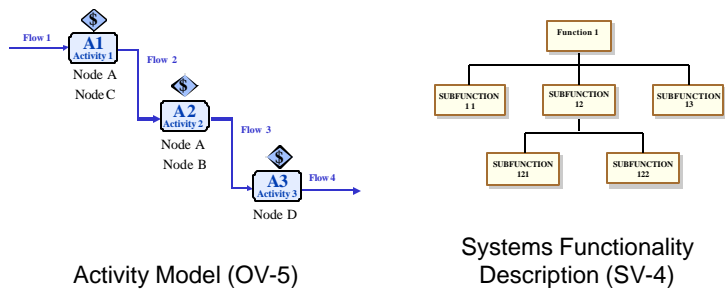 $
Flow 1
A1
Activity 1
Flow 2
Node A
Node C
$
A2
Activity 2
Flow 3
Node A
Node B
$
A3
Activity 3
Flow 4
Node D
Activity Model (OV-5)
Function 1
SUBFUNCTION
1 1
SUBFUNCTION
12
SUBFUNCTION
13
SUBFUNCTION
121
SUBFUNCTION
122
Systems Functionality
Description (SV-4)